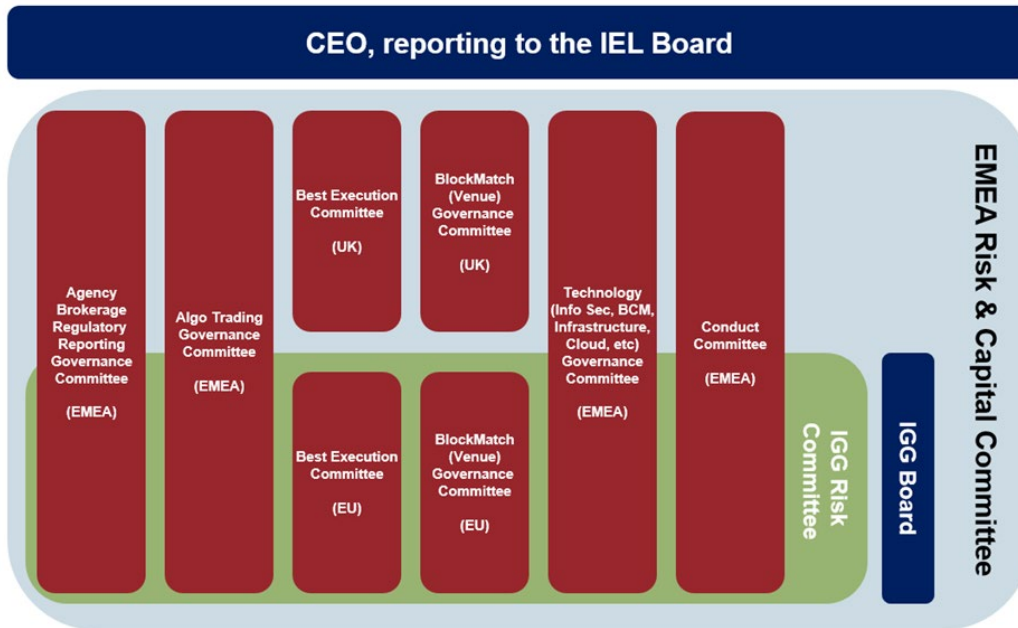 CEO, reporting to the IEL Board
Agency
Brokerage
Regulatory
Reporting
Governance
Committee
(EMEA)
Algo Trading
Governance
Committee
(EMEA)
Best Execution
Committee
(UK)
BlockMatch
(Venue)
Governance
Committee
(UK)
Technology
(Info Sec, BCM,
Infrastructure,
Cloud, etc)
Governance
Committee
(EMEA)
Conduct
Committee
(EMEA)
Best Execution
Committee
(EU)
BlockMatch
(Venue)
Governance
Committee
(EU)
IGG Risk
Committee
IGG Board
EMEA Risk & Capital Committee